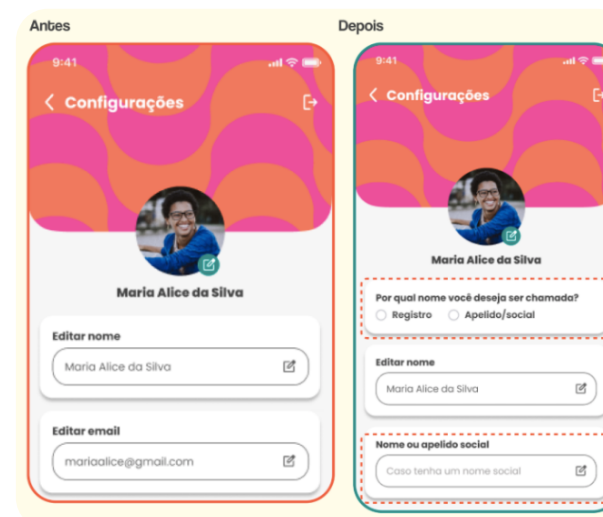 Antes
9:41
Configurações
Maria Alice da Silva
Editar nome
Maria Alice da Silva
Editar email
mariaalice@gmail.com
Depois
9:41
Configurações
Maria Alice da Silva
Por qual nome você deseja ser chamada?
Registro Apelido/social
Editar nome
Maria Alice da Silva
Nome ou apelido social
Caso tenha um nome social